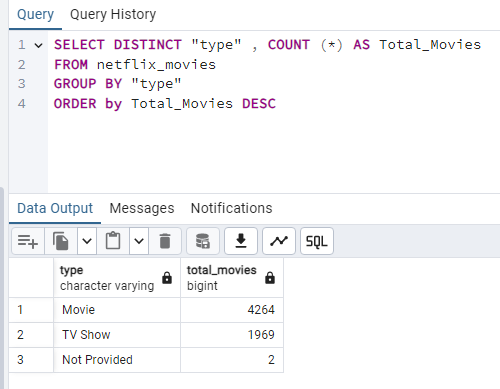 Query Query History
1 SELECT DISTINCT "type" , COUNT (*) AS Total_Movies
2 FROM netflix_movies
3 GROUP BY "type"
4 ORDER by Total_Movies DESC
Data Output Messages Notifications
SQL
type total_movies
character varying bigint
1 Movie 4264
2 TV Show 1969
3 Not Provided 2